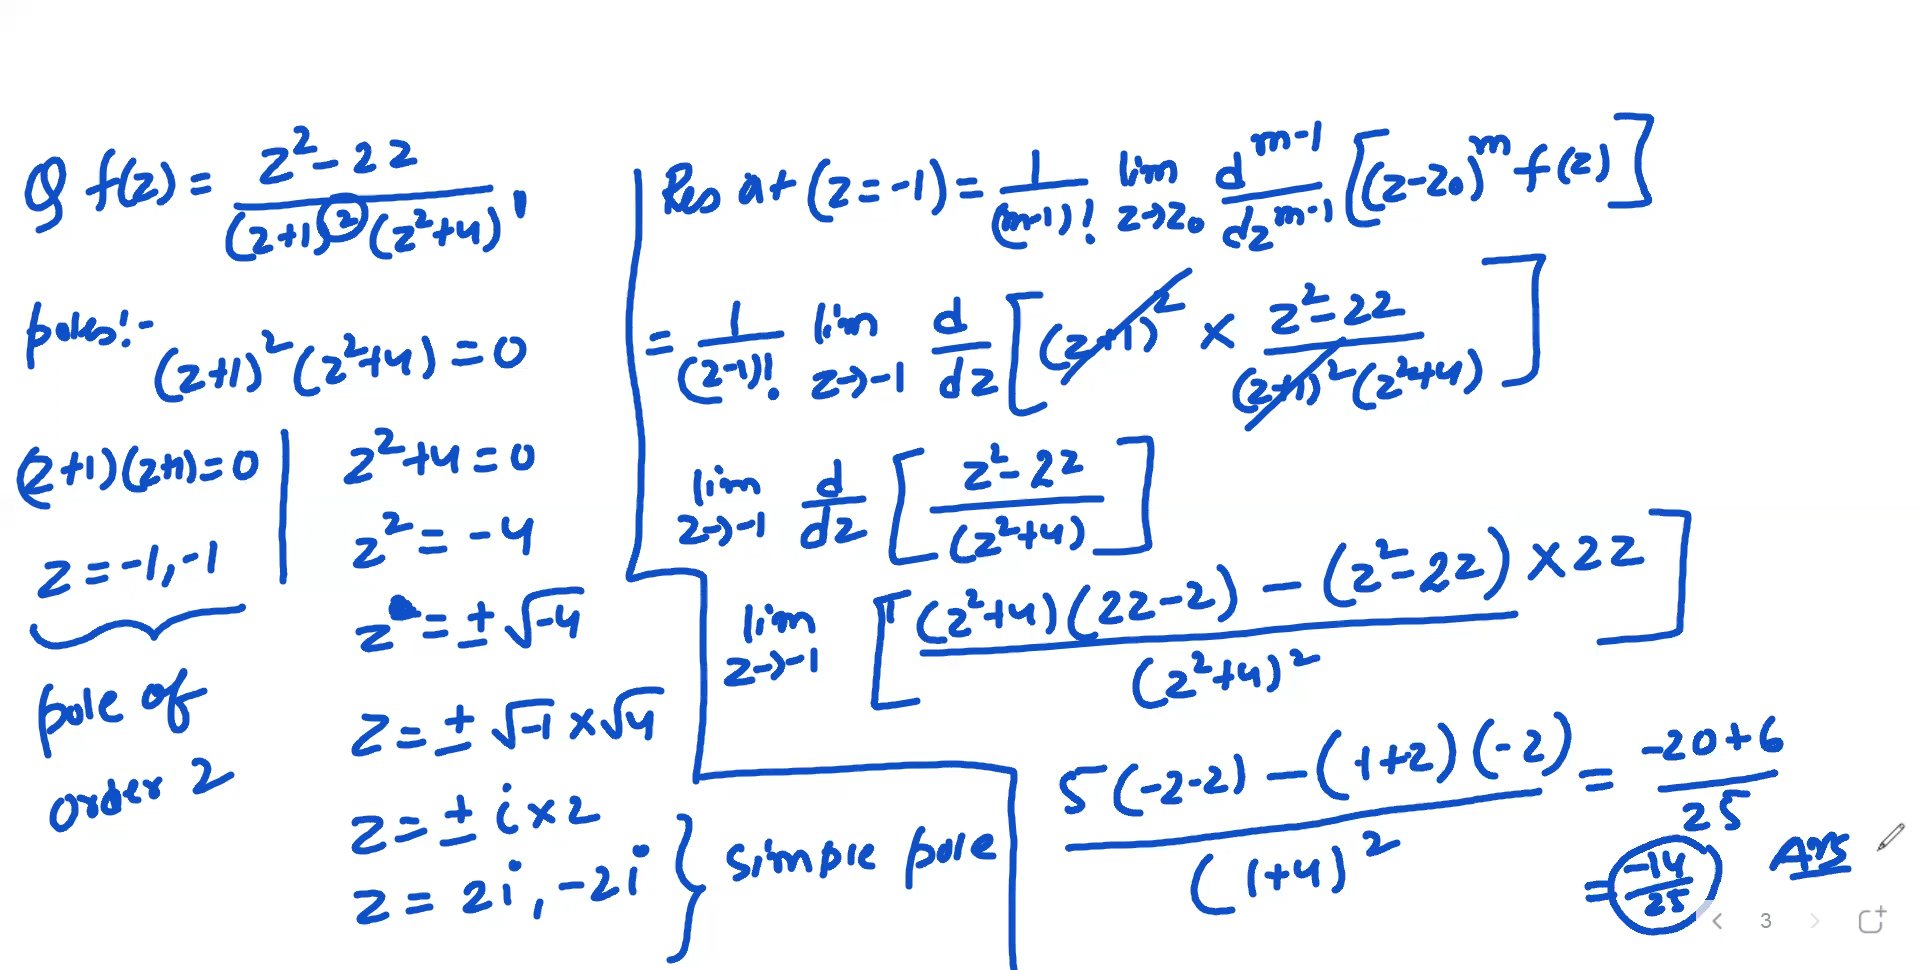 Q f(z) = z² - 2z / (z+1)² (z²+4) ,
poles:-
(z+1)² (z²+4) = 0
(z+1)(z+1) = 0
z = -1, -1
pole of
order 2
z²+4 = 0
z² = -4
z = ± √-4
z = ± √-1 × √4
z = ± i × 2
z = 2i, -2i } simple pole
Res at (z = -1) = 1/(m-1)! lim z→z₀ d^(m-1)/dz^(m-1) [(z-z₀)^m f(z)]
= 1/(2-1)! lim z→-1 d/dz [(z+1)² × z²-2z / (z+1)² (z²+4)]
lim z→-1 d/dz [z²-2z / (z²+4)]
lim z→-1 [(z²+4)(2z-2) - (z²-2z) × 2z / (z²+4)²]
5(-2-2) - (1+2)(-2) / (1+4)² = -20+6 / 25
= -14/25 Ans
3